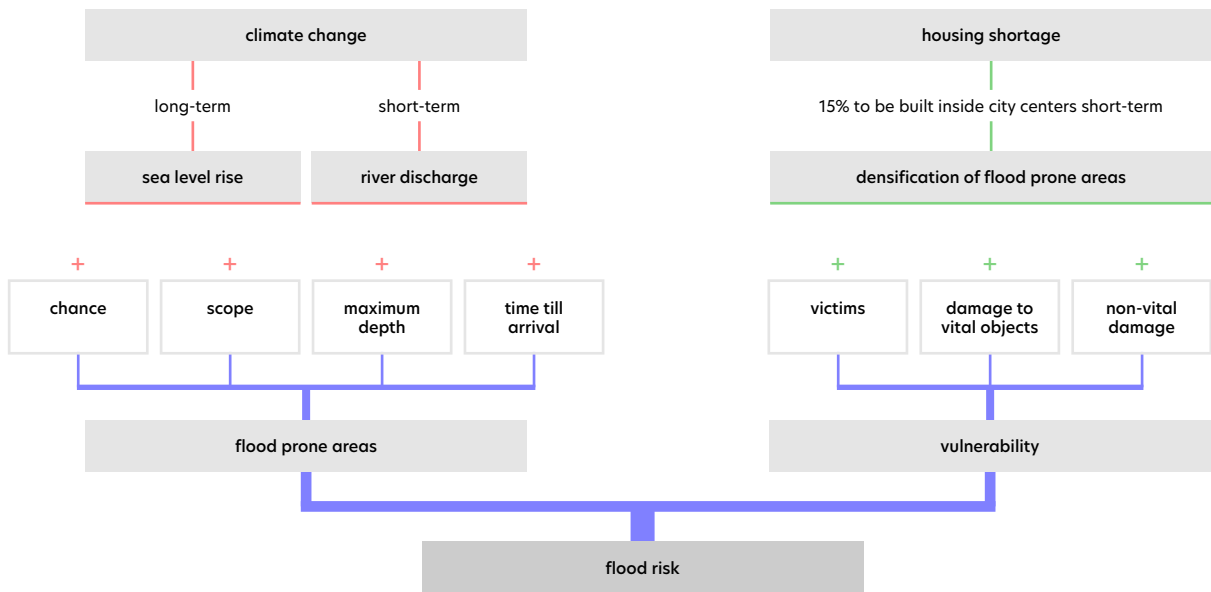 climate change
housing shortage
long-term
short-term
15% to be built inside city centers short-term
sea level rise
river discharge
densification of flood prone areas
+
+
+
+
+
+
+
chance
scope
maximum
depth
time till
arrival
victims
damage to
vital objects
non-vital
damage
flood prone areas
vulnerability
flood risk